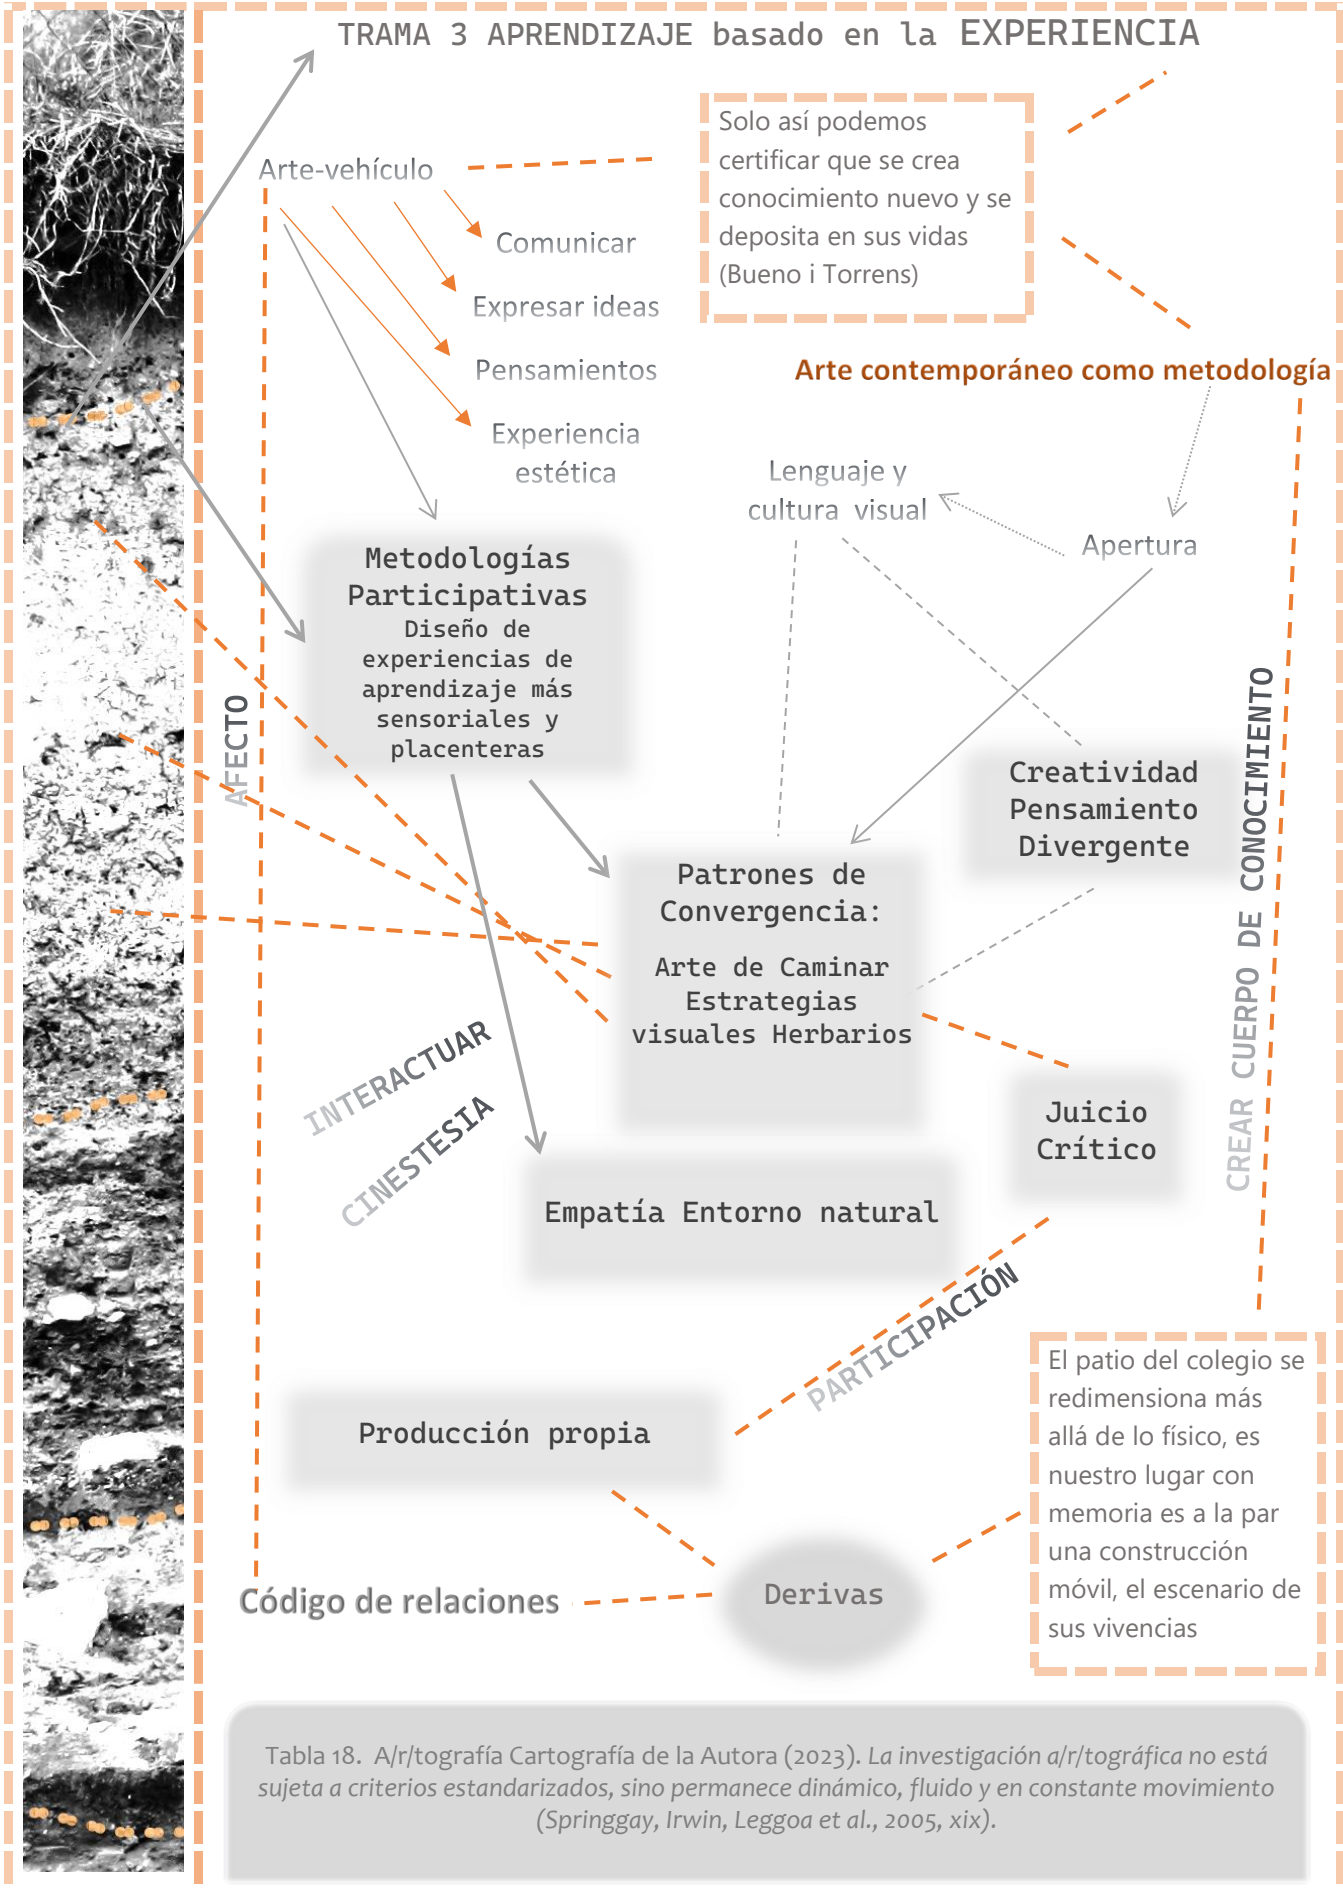 TRAMA 3 APRENDIZAJE basado en la EXPERIENCIA
Solo así podemos
certificar que se crea
conocimiento nuevo y se
deposita en sus vidas
(Bueno i Torrens)
Arte-vehículo
Comunicar
Expresar ideas
Pensamientos
Experiencia
estética
Arte contemporáneo como metodología
Lenguaje y
cultura visual
Apertura
Metodologías
Participativas
Diseño de
experiencias de
aprendizaje más
sensoriales y
placenteras
AFECTO
Creatividad
Pensamiento
Divergente
CREAR CUERPO DE CONOCIMIENTO
Patrones de
Convergencia:
Arte de Caminar
Estrategias
visuales Herbarios
INTERACTUAR
CINESTESIA
Juicio
Crítico
Empatía Entorno natural
PARTICIPACIÓN
Producción propia
El patio del colegio se
redimensiona más
allá de lo físico, es
nuestro lugar con
memoria es a la par
una construcción
móvil, el escenario de
sus vivencias
Código de relaciones
Derivas
Tabla 18. A/r/tografía Cartografía de la Autora (2023). La investigación a/r/tográfica no está
sujeta a criterios estandarizados, sino permanece dinámico, fluido y en constante movimiento
(Springgay, Irwin, Leggoa et al., 2005, xix).